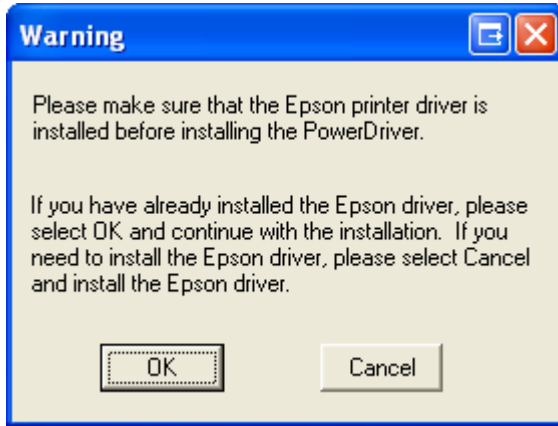 Warning
Please make sure that the Epson printer driver is
installed before installing the PowerDriver.
If you have already installed the Epson driver, please
select OK and continue with the installation.  If you
need to install the Epson driver, please select Cancel
and install the Epson driver.
OK
Cancel